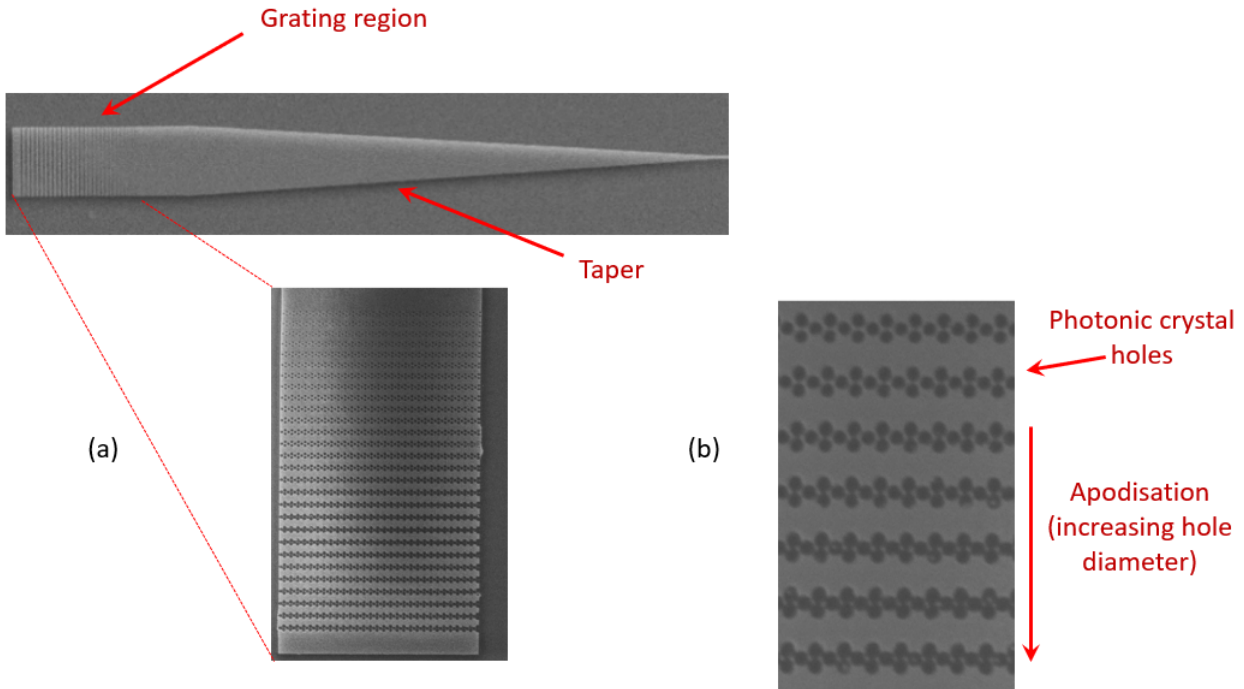 Grating region
Taper
(a)
(b)
Photonic crystal
holes
Apodisation
(increasing hole
diameter)